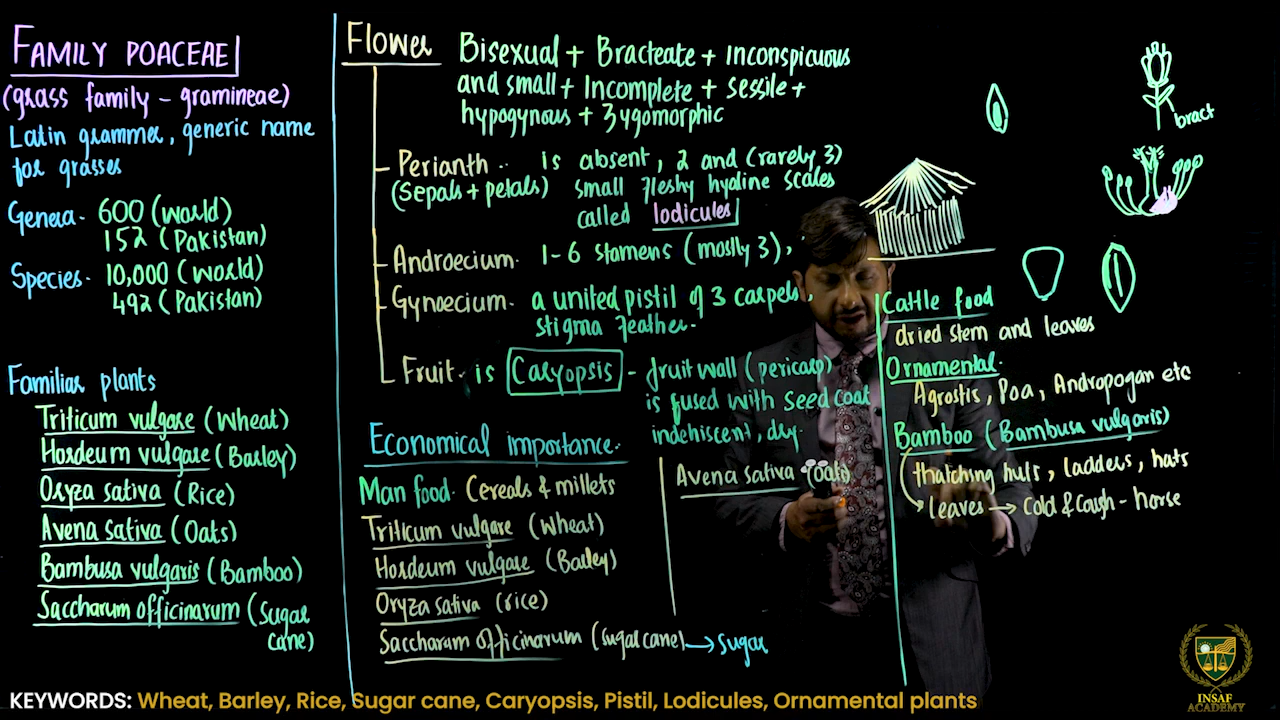 FAMILY POACEAE
(grass family - gramineae)
Latin grammer, generic name
for grasses
Genera- 600 (world)
152 (Pakistan)
Species- 10,000 (world)
492 (Pakistan)
Familiar plants
Triticum vulgare (Wheat)
Hordeum vulgare (Barley)
Oryza sativa (Rice)
Avena sativa (Oats)
Bambusa vulgaris (Bamboo)
Saccharum officinarum (Sugar
cane)
Flower
Bisexual + Bracteate + inconspicuous
and small + Incomplete + sessile +
hypogynous + Zygomorphic
Perianth .. is absent, 2 and (rarely 3)
(sepals + petals) small fleshy hyaline scales
called lodicules
Androecium. 1-6 stamens (mostly 3),
Gynoecium- a united pistil of 3 carpels,
stigma feather.
Fruit- is Caryopsis - fruit wall (pericarp)
is fused with seed coat
indehiscent, dry.
Economical importance.
Man food. Cereals & millets
Triticum vulgare (Wheat)
Hordeum vulgare (Barley)
Oryza sativa (rice)
Saccharum officinarum (sugarcane) → sugar
Avena sativa (oats)
bract
Cattle food
dried stem and leaves
Ornamental.
Agrostis, Poa, Andropogan etc
Bamboo (Bambusa vulgaris)
thatching huts, ladders, hats
leaves → Cold & Cough - horse
INSAF
ACADEMY
KEYWORDS: Wheat, Barley, Rice, Sugar cane, Caryopsis, Pistil, Lodicules, Ornamental plants